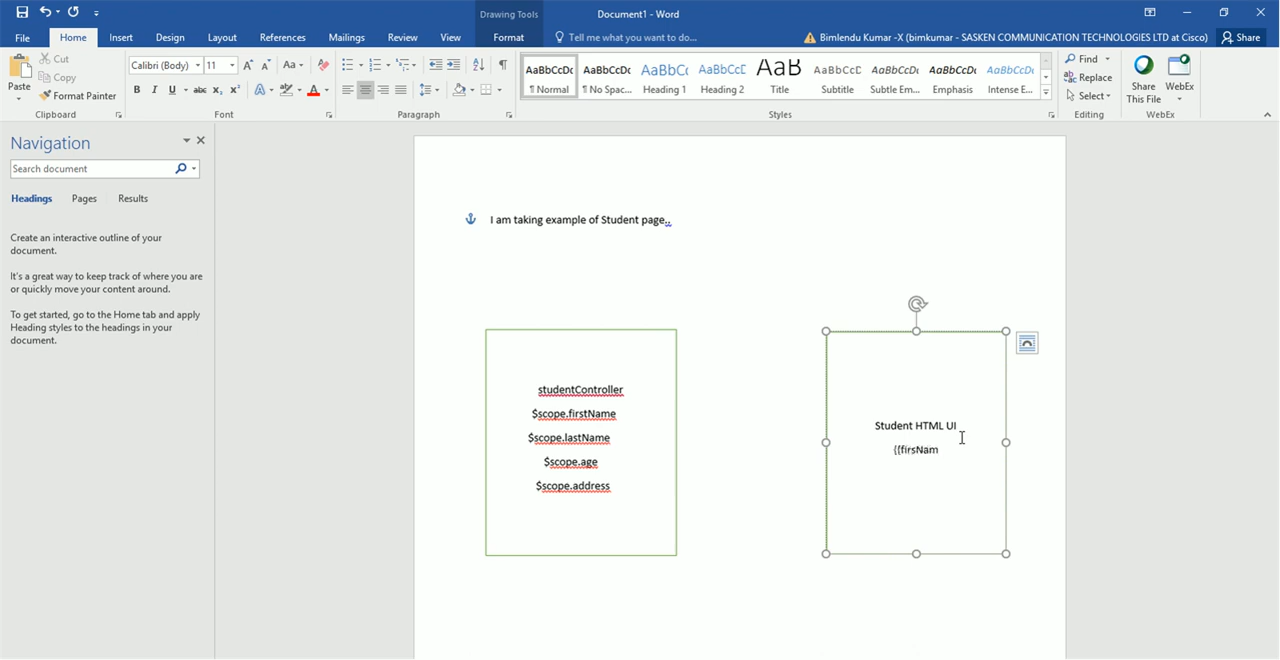 Drawing Tools
Document1 - Word
File Home Insert Design Layout References Mailings Review View Format Tell me what you want to do... Bimlendu Kumar -X (bimkumar - SASKEN COMMUNICATION TECHNOLOGIES LTD at Cisco) Share
Paste
Cut
Copy
Format Painter
Clipboard
Calibri (Body) 11
Aa
B I U abc X₂ X² A A
Font
Paragraph
AaBbCcDc AaBbCcDc AaBbCc AaBbCcE AaB AaBbCcD AaBbCcDc AaBbCcDc AaBbCcDc
¶ Normal ¶ No Spac... Heading 1 Heading 2 Title Subtitle Subtle Em... Emphasis Intense E...
Styles
Find
Replace
Select
Editing
Share
This File
WebEx
WebEx
Navigation
Search document
Headings Pages Results
Create an interactive outline of your
document.
It's a great way to keep track of where you are
or quickly move your content around.
To get started, go to the Home tab and apply
Heading styles to the headings in your
document.
I am taking example of Student page..
studentController
$scope.firstName
$scope.lastName
$scope.age
$scope.address
Student HTML UI
{{firsNam